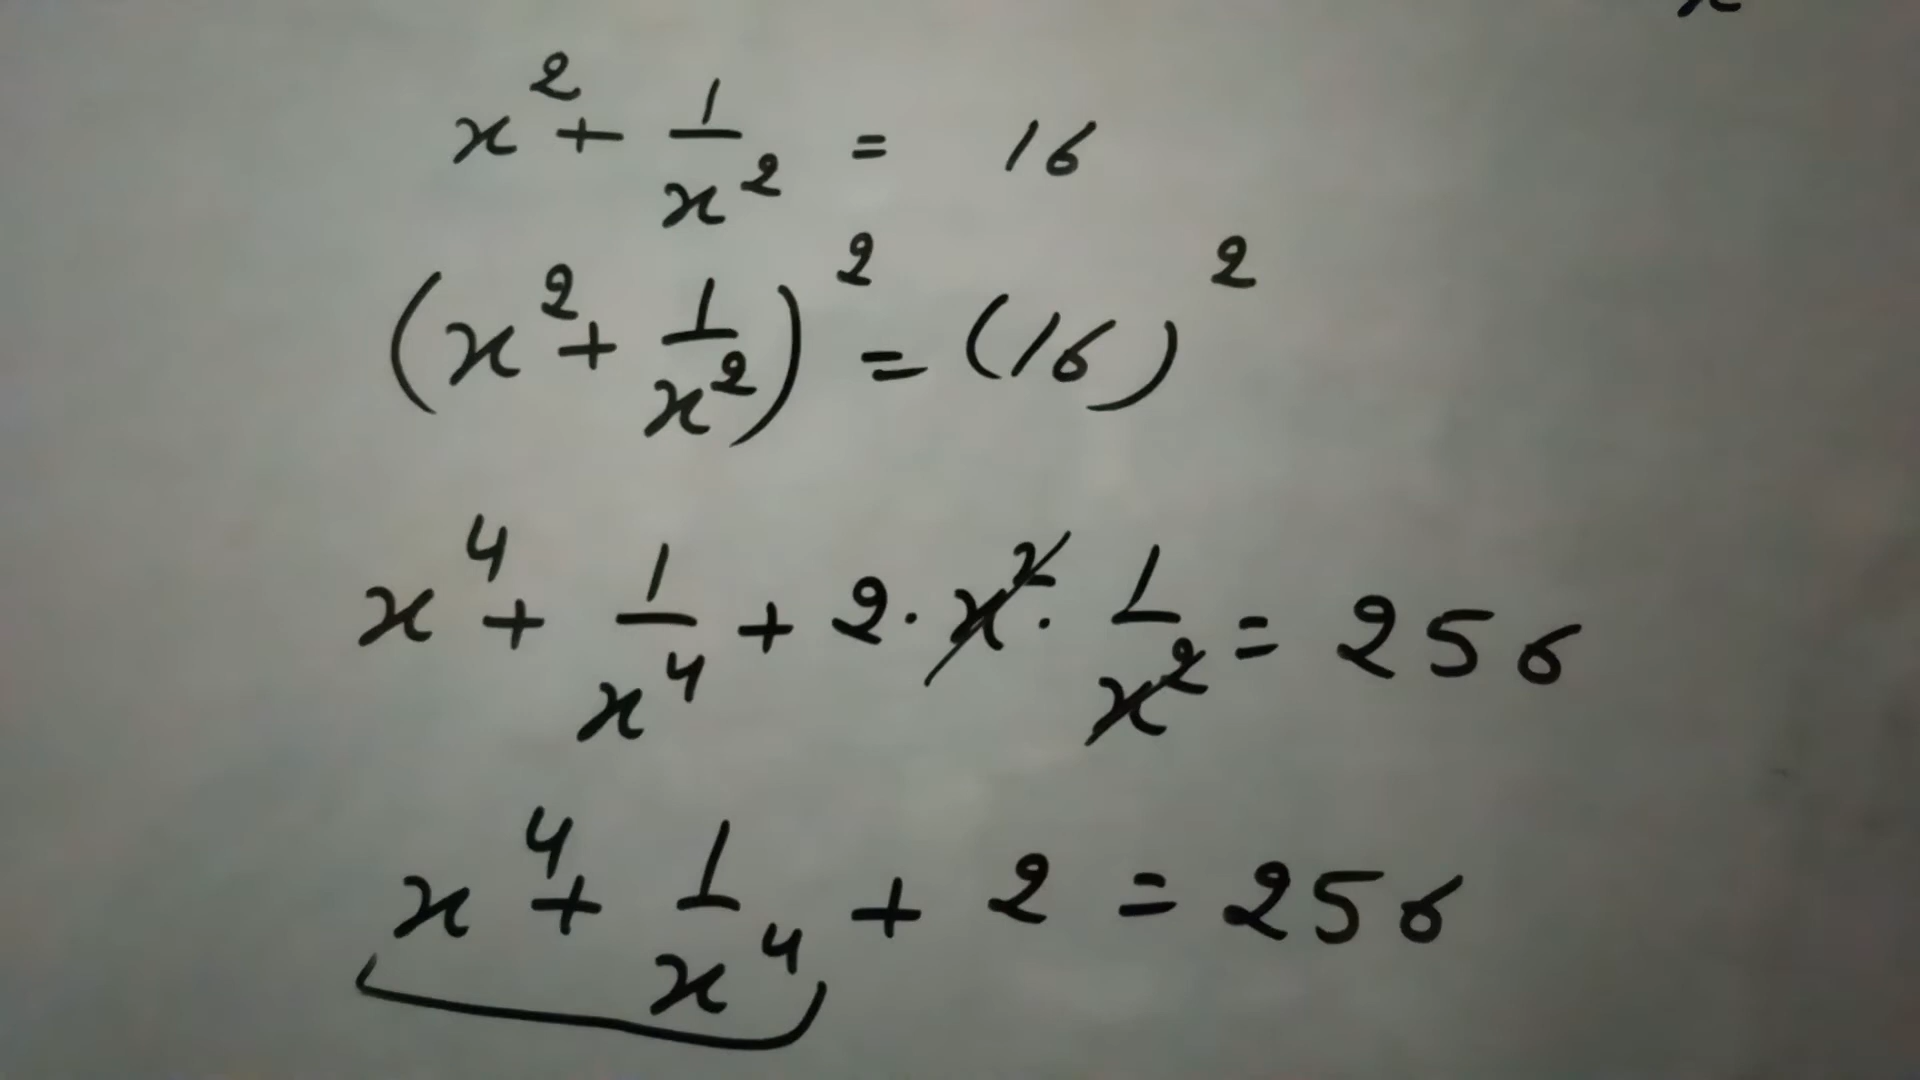 x² + 1/x² = 16
(x² + 1/x²)² = (16)²
x⁴ + 1/x⁴ + 2 · x² · 1/x² = 256
x⁴ + 1/x⁴ + 2 = 256